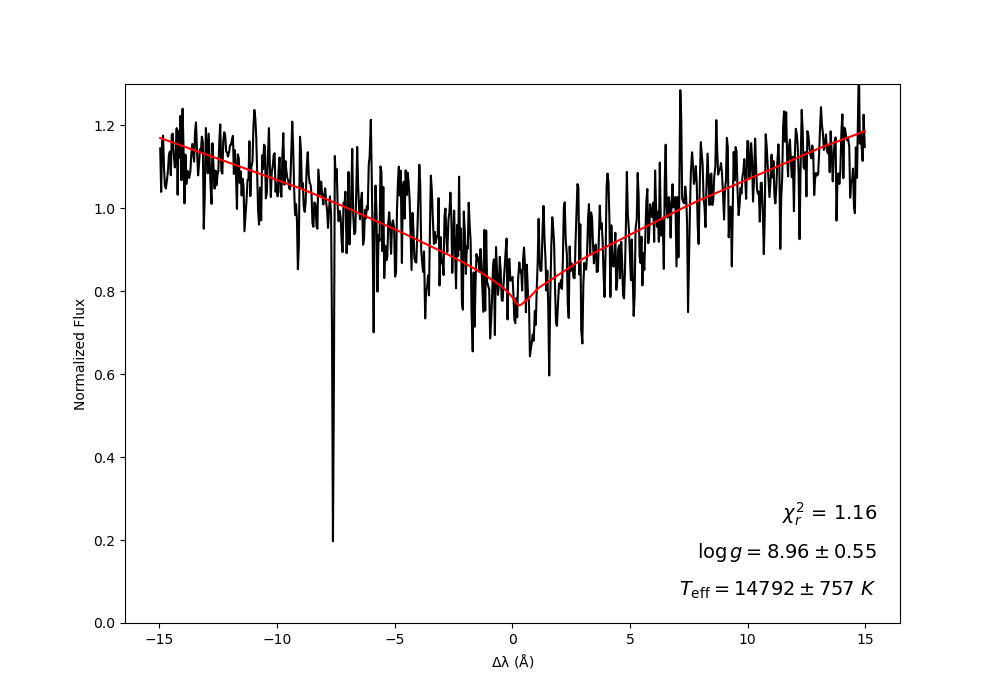 1.2
1.0
0.8
0.6
0.4
0.2
0.0
Normalized Flux
χ²ᵣ = 1.16
log g = 8.96 ± 0.55
T_eff = 14792 ± 757 K
−15 −10 −5 0 5 10 15
Δλ (Å)